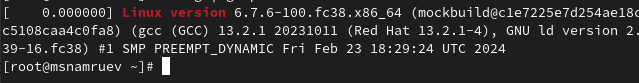 [    0.000000] Linux version 6.7.6-100.fc38.x86_64 (mockbuild@c1e7225e7d254ae18c
c5108caa4c0fa8) (gcc (GCC) 13.2.1 20231011 (Red Hat 13.2.1-4), GNU ld version 2.
39-16.fc38) #1 SMP PREEMPT_DYNAMIC Fri Feb 23 18:29:24 UTC 2024
[root@msnamruev ~]#